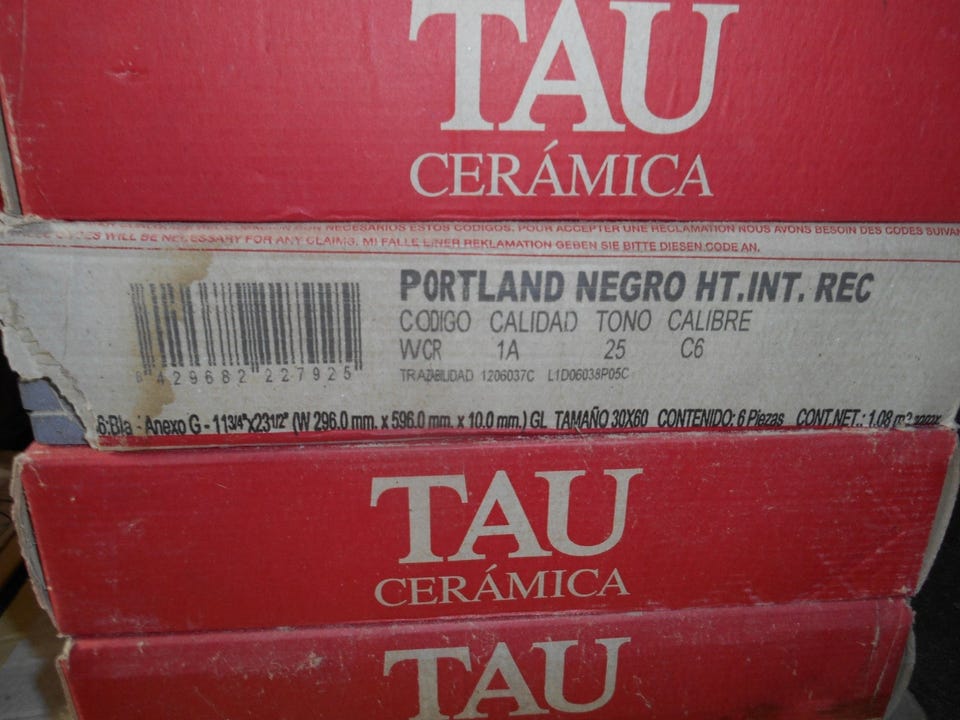 TAU
CERÁMICA
NECESARIOS ESTOS CODIGOS. POUR ACCEPTER UNE RECLAMATION NOUS AVONS BESOIN DES CODES SUIVAN
WILL BE NECESSARY FOR ANY CLAIMS. MI FALLE EINER REKLAMATION GEBEN SIE BITTE DIESEN CODE AN.
PORTLAND NEGRO HT.INT. REC
CODIGO CALIDAD TONO CALIBRE
WCR 1A 25 C6
TRAZABILIDAD 1206037C L1D06038P05C
8 429682 227925
6:Bla - Anexo G - 113/4"x231/2" (W 296.0 mm. x 596.0 mm. x 10.0 mm.) GL TAMAÑO 30X60 CONTENIDO: 6 Piezas CONT.NET.: 1.08 m2
TAU
CERÁMICA
TAU